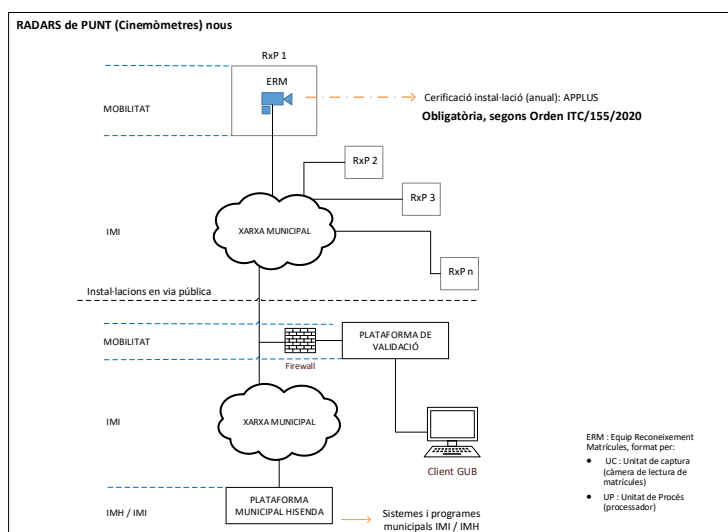 RADARS de PUNT (Cinemòmetres) nous
RxP 1
ERM
MOBILITAT
Cerificació instal·lació (anual): APPLUS
Obligatòria, segons Orden ITC/155/2020
RxP 2
RxP 3
IMI
XARXA MUNICIPAL
RxP n
Instal·lacions en via pública
MOBILITAT
PLATAFORMA DE
VALIDACIÓ
Firewall
IMI
XARXA MUNICIPAL
Client GUB
ERM : Equip Reconeixement
Matrícules, format per:
• UC : Unitat de captura
(càmera de lectura de
matrícules)
• UP : Unitat de Procés
(processador)
IMH / IMI
PLATAFORMA
MUNICIPAL HISENDA
Sistemes i programes
municipals IMI / IMH